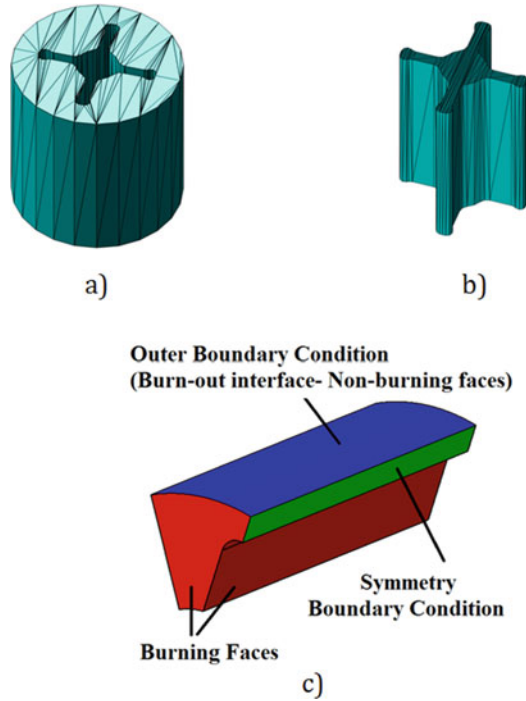 a)
b)
Outer Boundary Condition
(Burn-out interface- Non-burning faces)
Symmetry
Boundary Condition
Burning Faces
c)